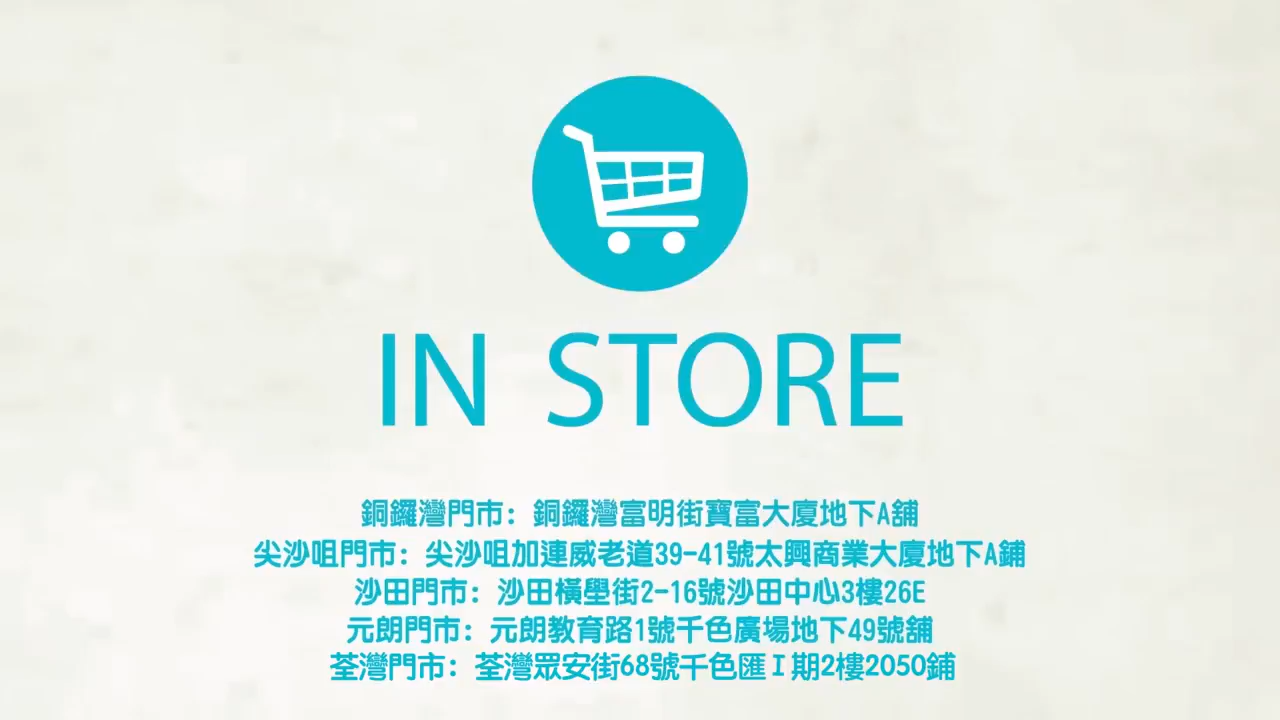 IN STORE
銅鑼灣門市: 銅鑼灣富明街寶富大廈地下A舖
尖沙咀門市: 尖沙咀加連威老道39-41號太興商業大廈地下A鋪
沙田門市: 沙田橫壆街2-16號沙田中心3樓26E
元朗門市: 元朗教育路1號千色廣場地下49號舖
荃灣門市: 荃灣眾安街68號千色匯Ⅰ期2樓2050鋪